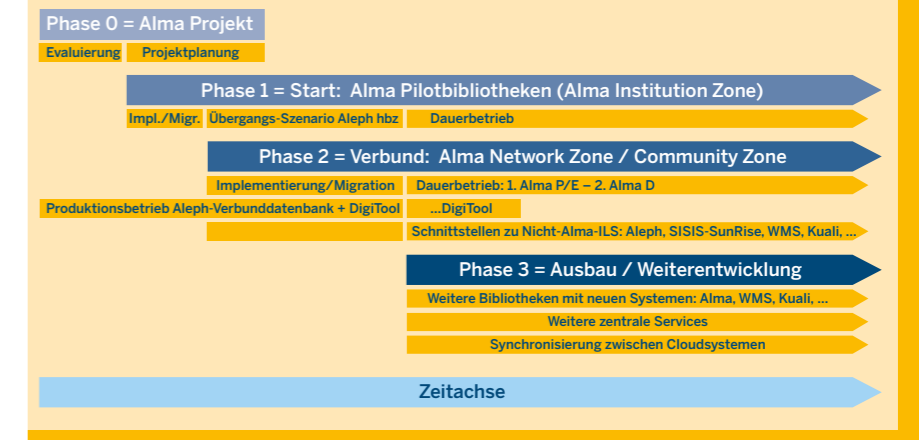 Phase 0 = Alma Projekt
Evaluierung Projektplanung
Phase 1 = Start: Alma Pilotbibliotheken (Alma Institution Zone)
Impl./Migr. Übergangs-Szenario Aleph hbz Dauerbetrieb
Phase 2 = Verbund: Alma Network Zone / Community Zone
Implementierung/Migration Dauerbetrieb: 1. Alma P/E – 2. Alma D
Produktionsbetrieb Aleph-Verbunddatenbank + DigiTool ...DigiTool
Schnittstellen zu Nicht-Alma-ILS: Aleph, SISIS-SunRise, WMS, Kuali, ...
Phase 3 = Ausbau / Weiterentwicklung
Weitere Bibliotheken mit neuen Systemen: Alma, WMS, Kuali, ...
Weitere zentrale Services
Synchronisierung zwischen Cloudsystemen
Zeitachse